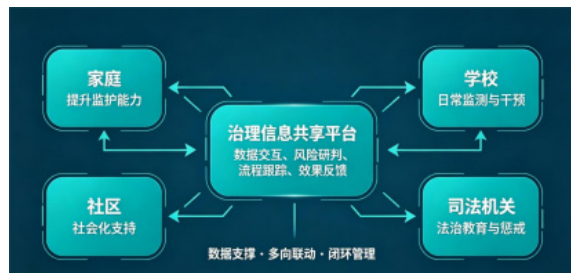 家庭
提升监护能力
学校
日常监测与干预
治理信息共享平台
数据交互、风险研判、
流程跟踪、效果反馈
社区
社会化支持
司法机关
法治教育与惩戒
数据支撑·多向联动·闭环管理